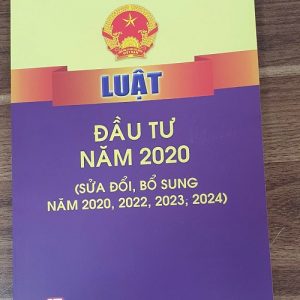 LUẬT
ĐẦU TƯ
NĂM 2020
(SỬA ĐỔI, BỔ SUNG
NĂM 2020, 2022, 2023, 2024)